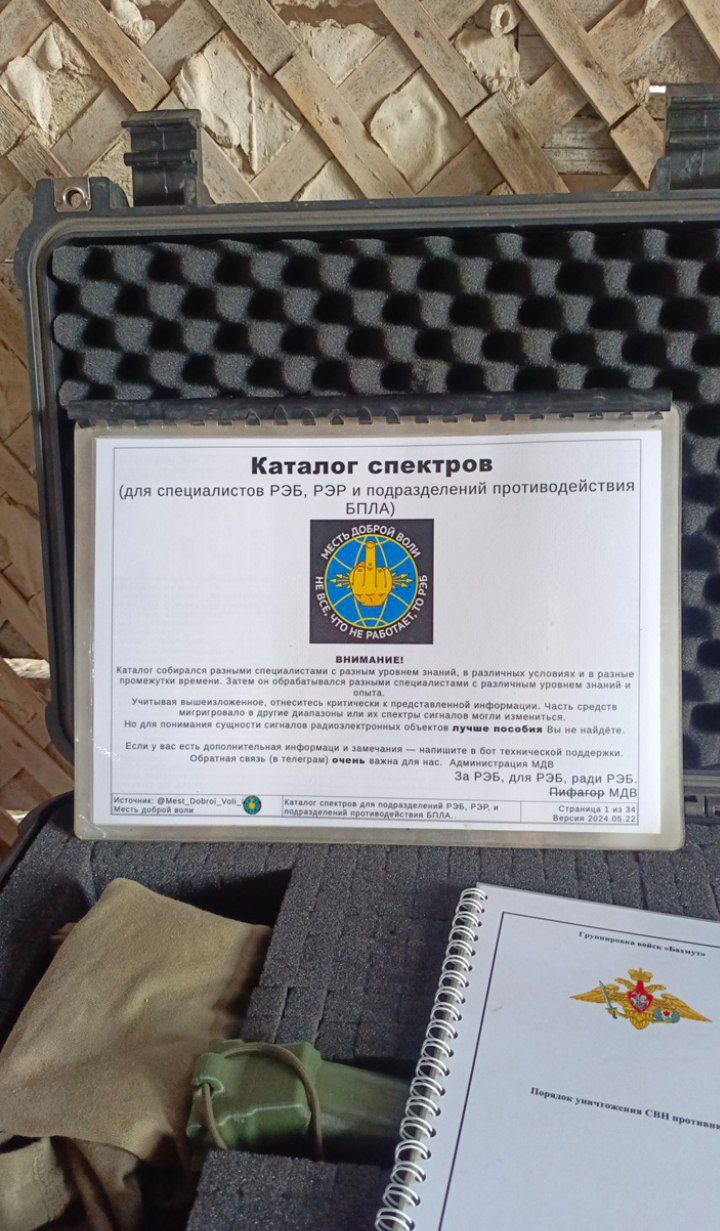 Каталог спектров
(для специалистов РЭБ, РЭР и подразделений противодействия
БПЛА)
МЕСТЬ ДОБРОЙ ВОЛИ
НЕ ВСЕ, ЧТО НЕ РАБОТАЕТ, ТО РЭБ
ВНИМАНИЕ!
Каталог собирался разными специалистами с разным уровнем знаний, в различных условиях и в разные
промежутки времени. Затем он обрабатывался разными специалистами с различным уровнем знаний и
опыта.
Учитывая вышеизложенное, отнеситесь критически к представленной информации. Часть средств
мигригровало в другие диапазоны или их спектры сигналов могли измениться.
Но для понимания сущности сигналов радиоэлектронных объектов лучше пособия Вы не найдёте.
Если у вас есть дополнительная информаци и замечания — напишите в бот технической поддержки.
Обратная связь (в телеграм) очень важна для нас. Администрация МДВ
За РЭБ, для РЭБ, ради РЭБ.
Пифагор МДВ
Источник: @Mest_Dobroi_Voli_
Месть доброй воли
Каталог спектров для подразделений РЭБ, РЭР, и
подразделений противодействия БПЛА..
Страница 1 из 34
Версия 2024.05.22
Группировка войск «Бахмут»
Порядок уничтожения СВН